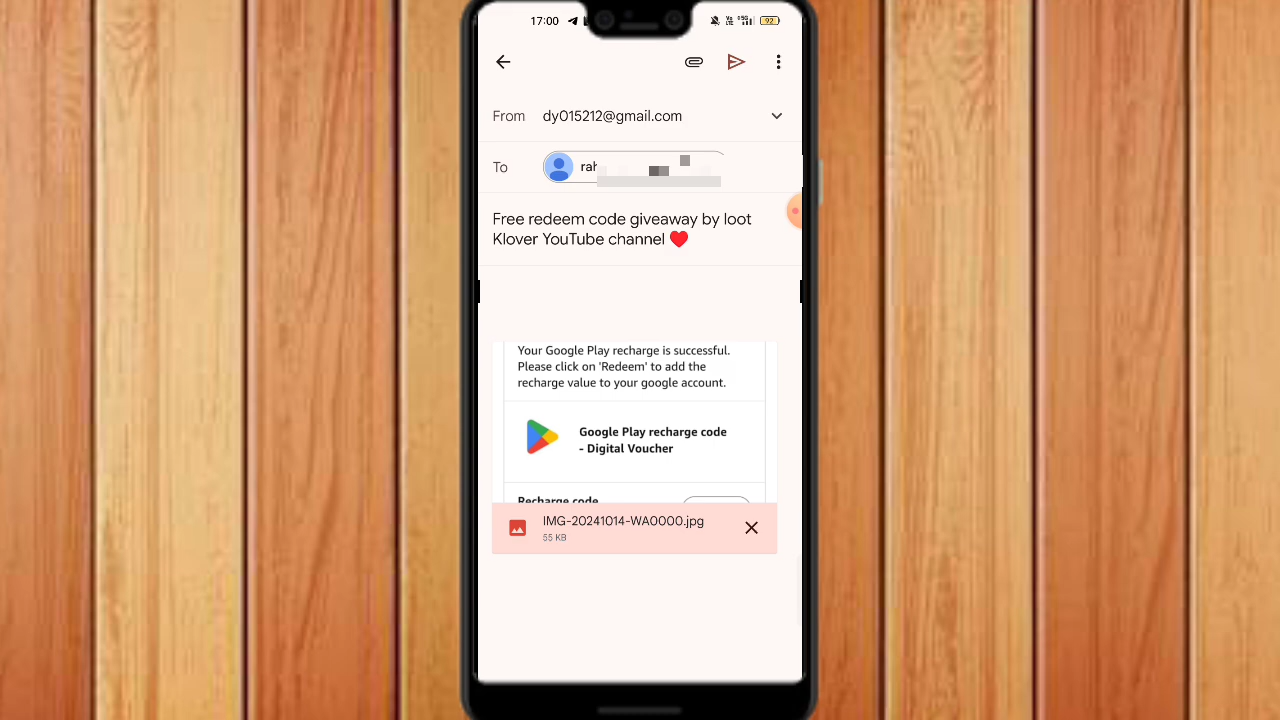 17:00
From dy015212@gmail.com
To rah
Free redeem code giveaway by loot
Klover YouTube channel ♥️
Your Google Play recharge is successful.
Please click on 'Redeem' to add the
recharge value to your google account.
Google Play recharge code
- Digital Voucher
Recharge code
IMG-20241014-WA0000.jpg
55 KB
92